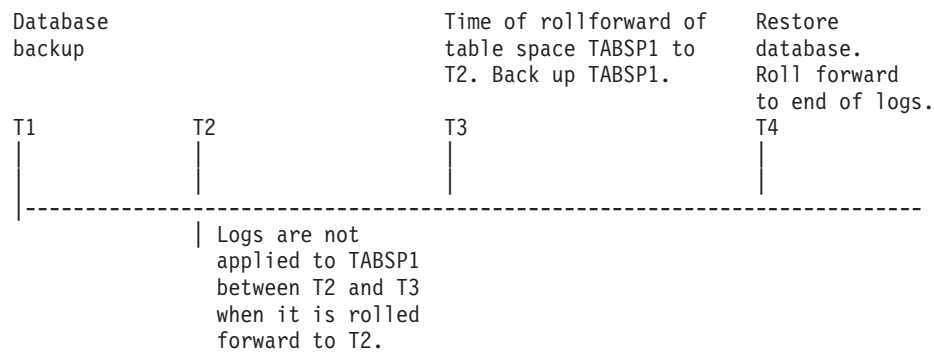 Database
backup
Time of rollforward of
table space TABSP1 to
T2. Back up TABSP1.
Restore
database.
Roll forward
to end of logs.
T1
T2
T3
T4
Logs are not
applied to TABSP1
between T2 and T3
when it is rolled
forward to T2.